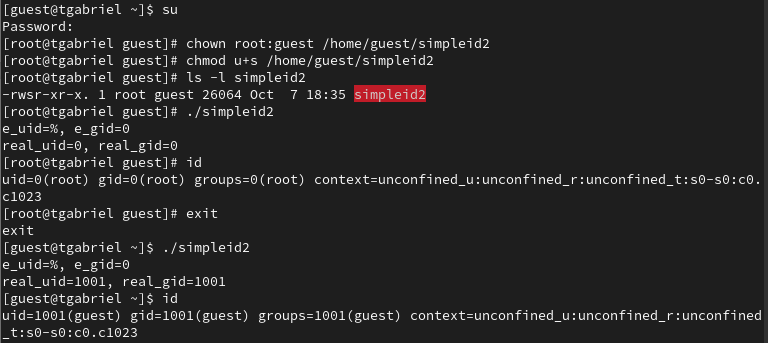 [guest@tgabriel ~]$ su
Password:
[root@tgabriel guest]# chown root:guest /home/guest/simpleid2
[root@tgabriel guest]# chmod u+s /home/guest/simpleid2
[root@tgabriel guest]# ls -l simpleid2
-rwsr-xr-x. 1 root guest 26064 Oct  7 18:35 simpleid2
[root@tgabriel guest]# ./simpleid2
e_uid=%, e_gid=0
real_uid=0, real_gid=0
[root@tgabriel guest]# id
uid=0(root) gid=0(root) groups=0(root) context=unconfined_u:unconfined_r:unconfined_t:s0-s0:c0.
c1023
[root@tgabriel guest]# exit
exit
[guest@tgabriel ~]$ ./simpleid2
e_uid=%, e_gid=0
real_uid=1001, real_gid=1001
[guest@tgabriel ~]$ id
uid=1001(guest) gid=1001(guest) groups=1001(guest) context=unconfined_u:unconfined_r:unconfined
_t:s0-s0:c0.c1023